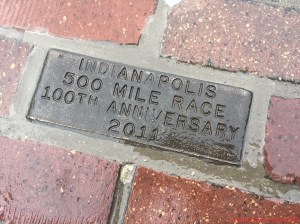 INDIANAPOLIS
500 MILE RACE
100TH ANNIVERSARY
2011